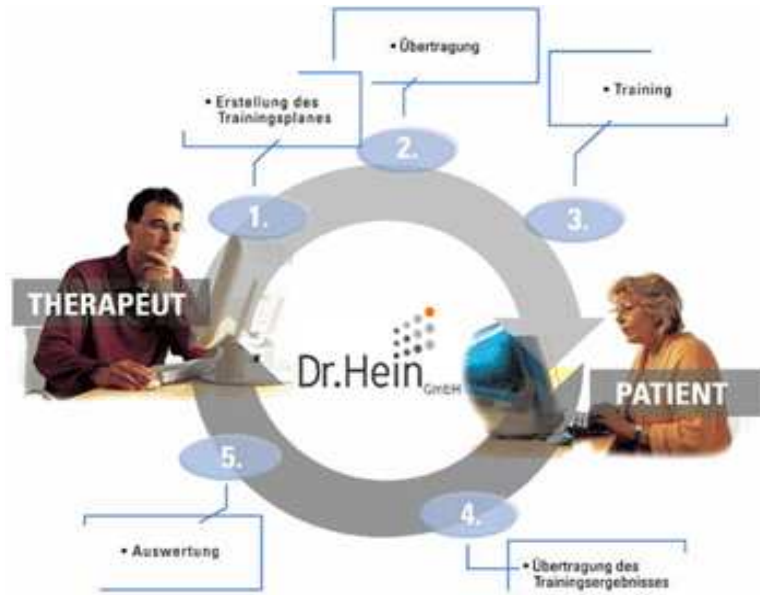 • Übertragung
• Erstellung des
Trainingsplanes
• Training
2.
1.
3.
THERAPEUT
Dr.Hein
GmbH
PATIENT
5.
4.
• Auswertung
• Übertragung des
Trainingsergebnisses